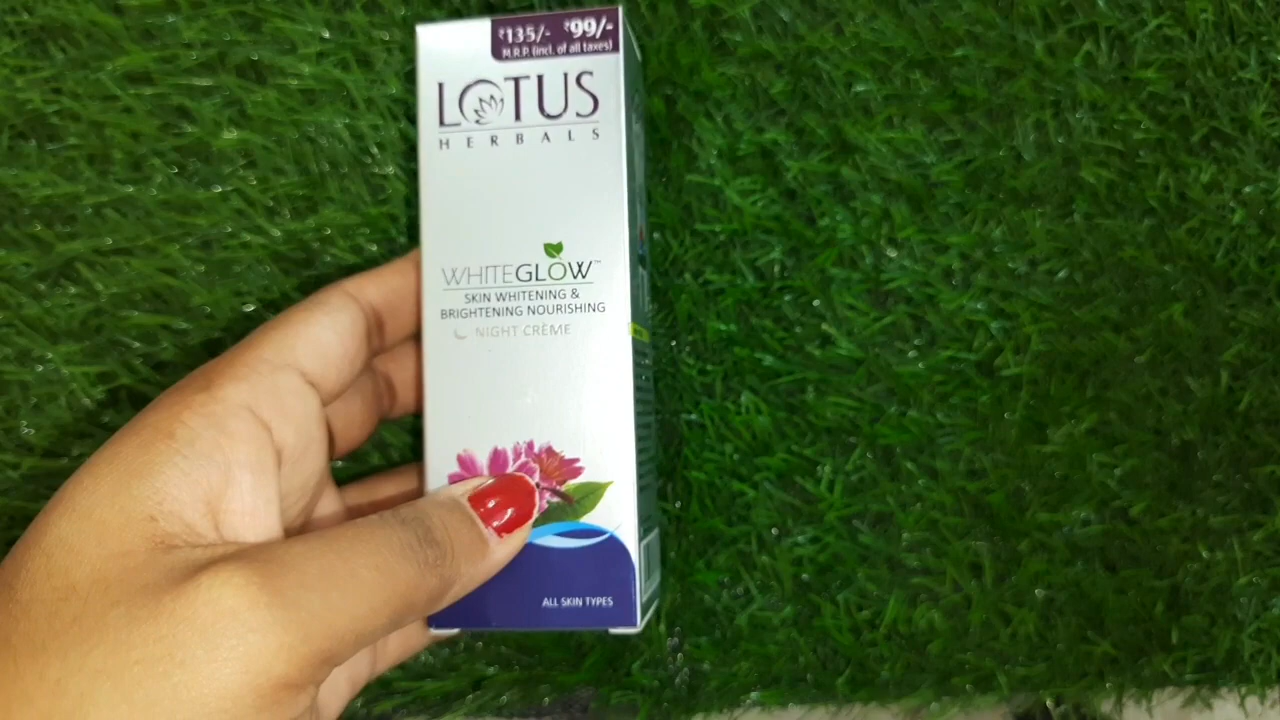 ₹135/- ₹99/-
M.R.P. (incl. of all taxes)
LOTUS
HERBALS
WHITEGLOW™
SKIN WHITENING &
BRIGHTENING NOURISHING
NIGHT CRÈME
ALL SKIN TYPES